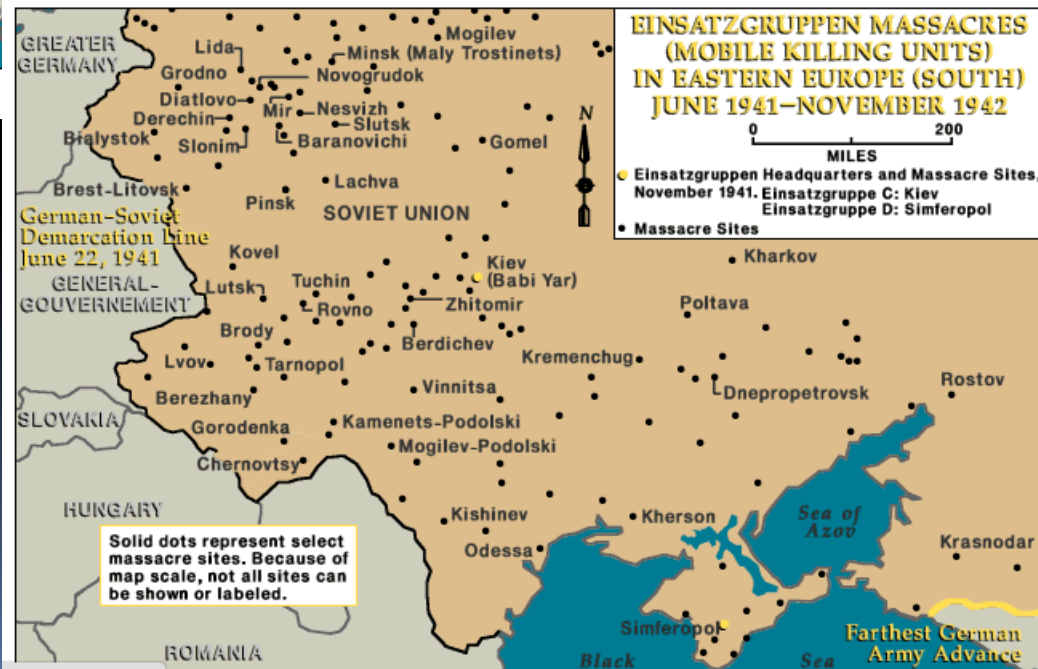 EINSATZGRUPPEN MASSACRES
(MOBILE KILLING UNITS)
IN EASTERN EUROPE (SOUTH)
JUNE 1941–NOVEMBER 1942
0 200
MILES
Einsatzgruppen Headquarters and Massacre Sites,
November 1941. Einsatzgruppe C: Kiev
Einsatzgruppe D: Simferopol
Massacre Sites
N
GREATER
GERMANY
Lida
Mogilev
Minsk (Maly Trostinets)
Grodno
Novogrudok
Diatlovo
Mir
Nesvizh
Derechin
Slutsk
Bialystok
Slonim
Baranovichi
Gomel
Brest-Litovsk
Lachva
Pinsk
SOVIET UNION
German–Soviet
Demarcation Line
June 22, 1941
Kovel
Kiev
(Babi Yar)
Kharkov
GENERAL-
GOUVERNEMENT
Lutsk
Tuchin
Rovno
Zhitomir
Poltava
Brody
Berdichev
Kremenchug
Lvov
Tarnopol
Dnepropetrovsk
Rostov
Berezhany
Vinnitsa
SLOVAKIA
Gorodenka
Kamenets-Podolski
Mogilev-Podolski
Chernovtsy
HUNGARY
Kishinev
Kherson
Sea of
Azov
Odessa
Krasnodar
Solid dots represent select
massacre sites. Because of
map scale, not all sites can
be shown or labeled.
Simferopol
Farthest German
Army Advance
ROMANIA
Black Sea